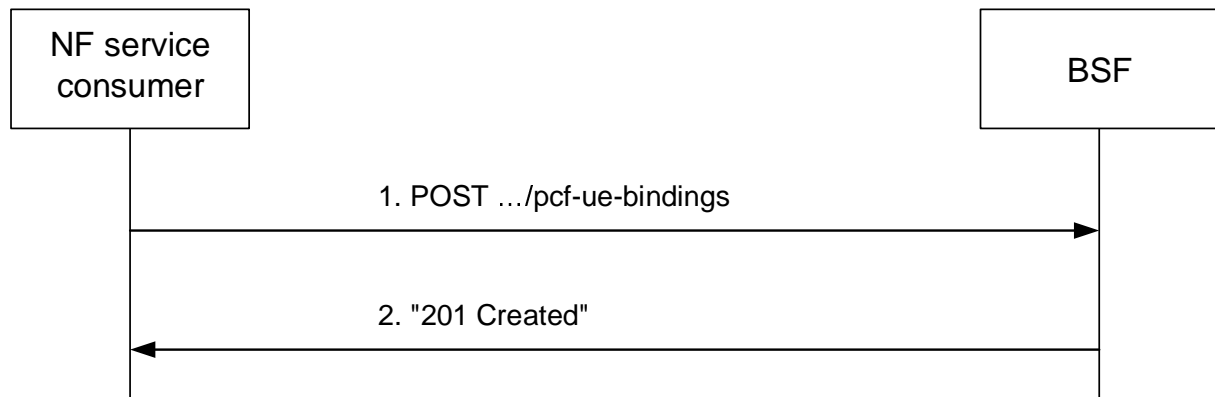 NF service
consumer
BSF
1. POST …/pcf-ue-bindings
2. "201 Created"